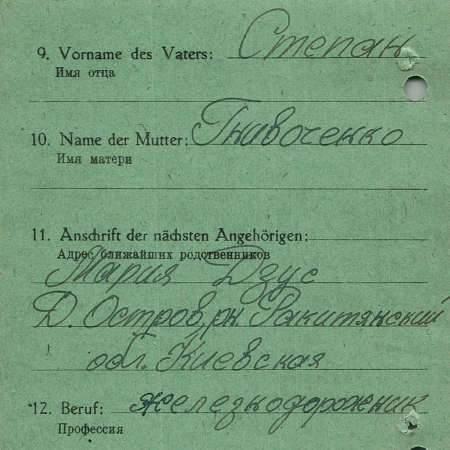 9. Vorname des Vaters: Степан
Имя отца
10. Name der Mutter: Гнивоченко
Имя матери
11. Anschrift der nächsten Angehörigen:
Адрес ближайших родственников
Мария Дзус
Д. Остров, рн. Ракитянский
обл. Киевская
12. Beruf: железнодорожник
Профессия